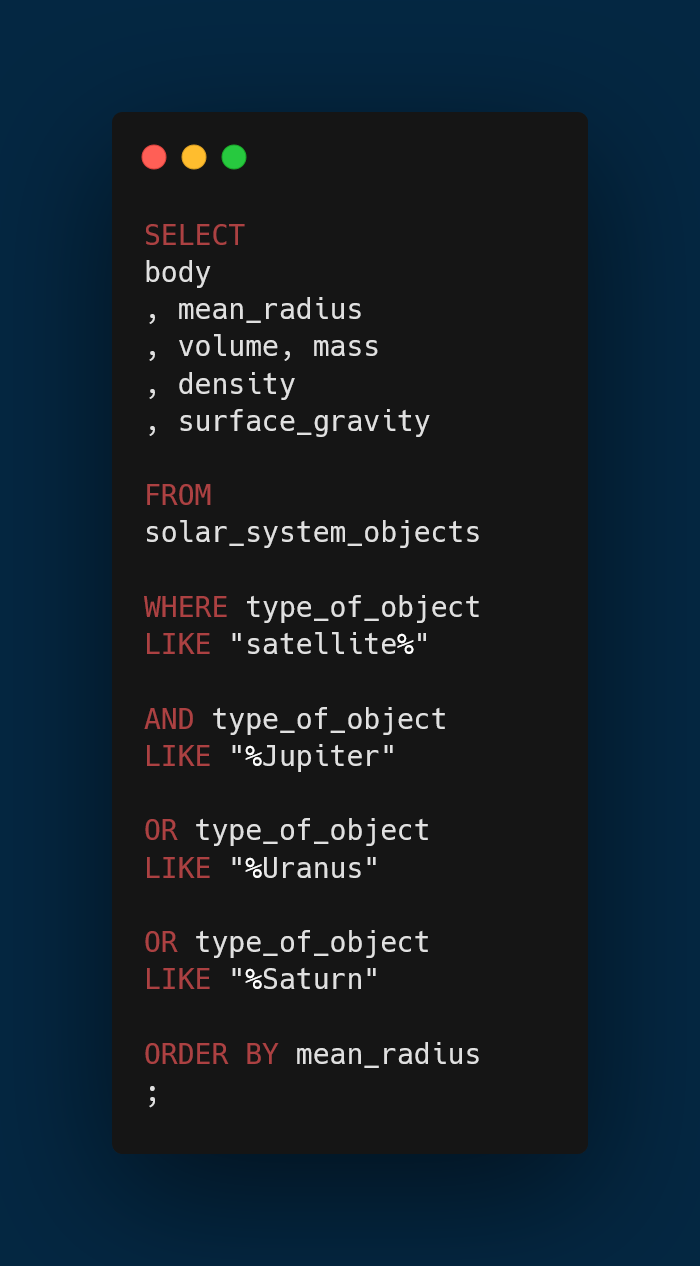 SELECT
body
, mean_radius
, volume, mass
, density
, surface_gravity
FROM
solar_system_objects
WHERE type_of_object
LIKE "satellite%"
AND type_of_object
LIKE "%Jupiter"
OR type_of_object
LIKE "%Uranus"
OR type_of_object
LIKE "%Saturn"
ORDER BY mean_radius
;